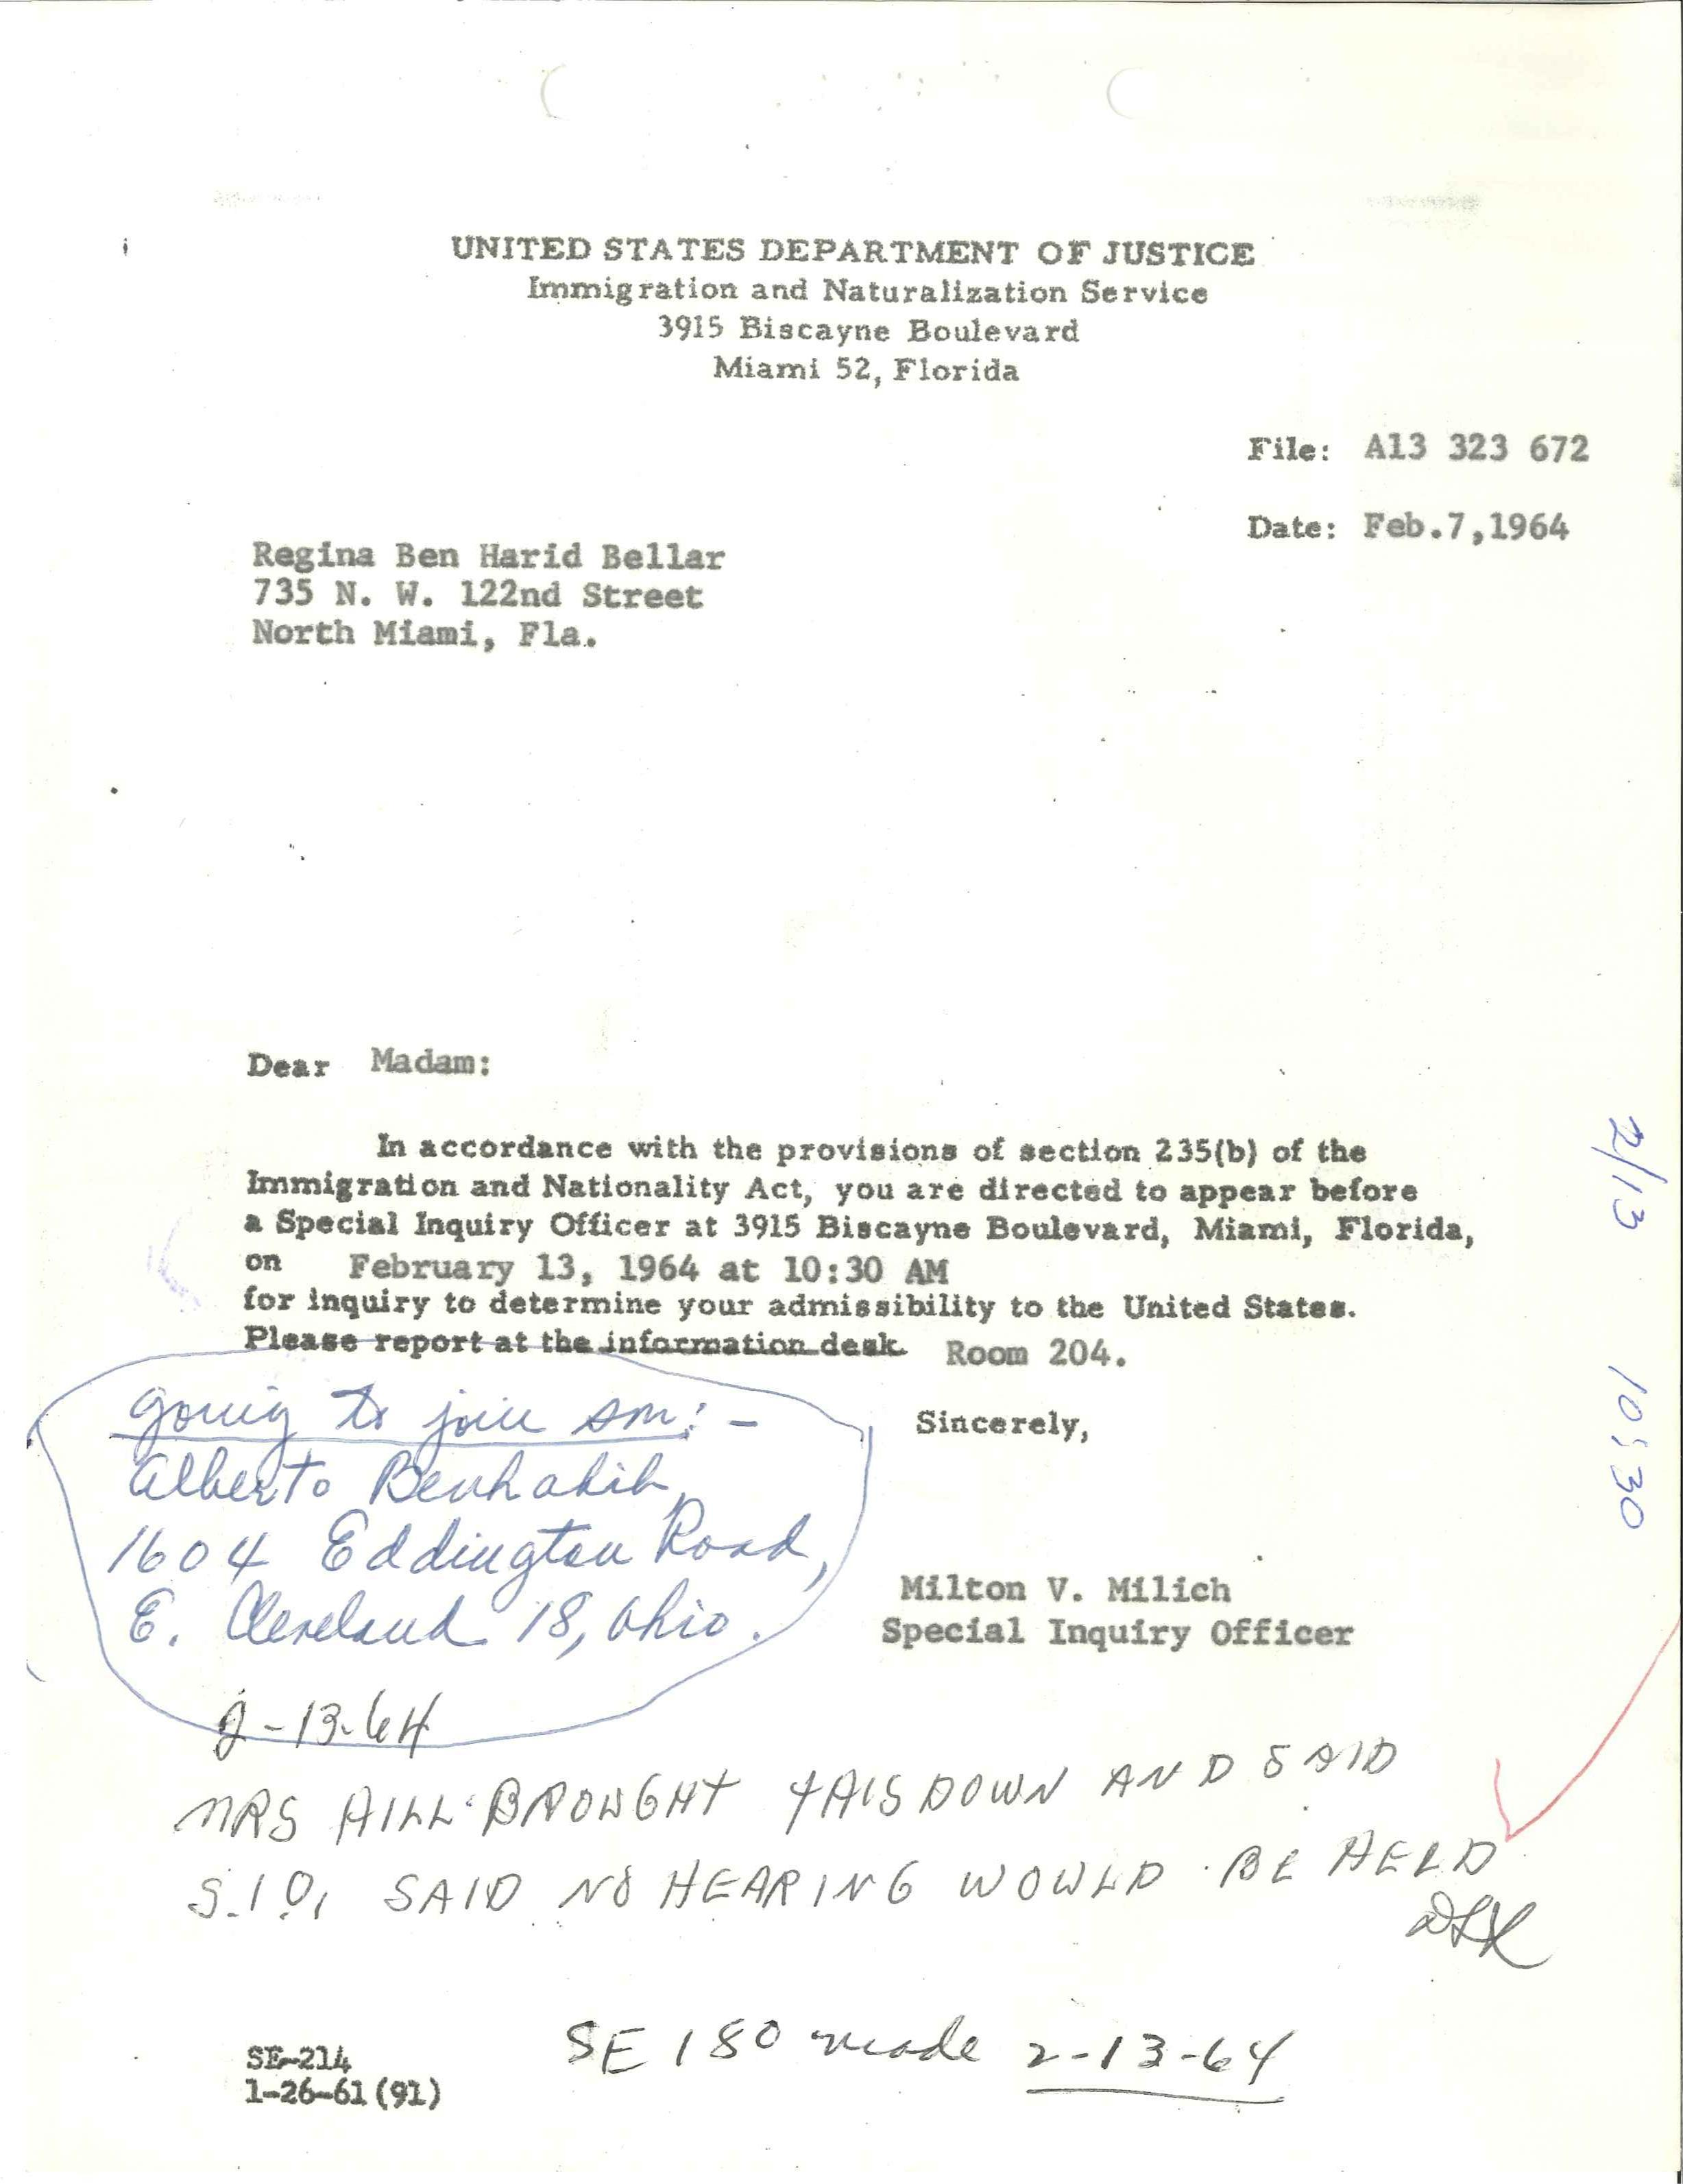 UNITED STATES DEPARTMENT OF JUSTICE
Immigration and Naturalization Service
3915 Biscayne Boulevard
Miami 52, Florida
File: A13 323 672
Date: Feb.7,1964
Regina Ben Harid Bellar
735 N. W. 122nd Street
North Miami, Fla.
Dear Madam:
In accordance with the provisions of section 235(b) of the
Immigration and Nationality Act, you are directed to appear before
a Special Inquiry Officer at 3915 Biscayne Boulevard, Miami, Florida,
on February 13, 1964 at 10:30 AM
for inquiry to determine your admissibility to the United States.
Please report at the information desk. Room 204.
2/13 10:30
Sincerely,
going to join son: -
Alberto Benhabib,
1604 Eddington Road,
E. Cleveland 18, Ohio.
Milton V. Milich
Special Inquiry Officer
2-13-64
MRS HILL BROUGHT THIS DOWN AND SAID
S.I.O. SAID NO HEARING WOULD BE HELD
SE 180 made 2-13-64
SE-214
1-26-61(91)